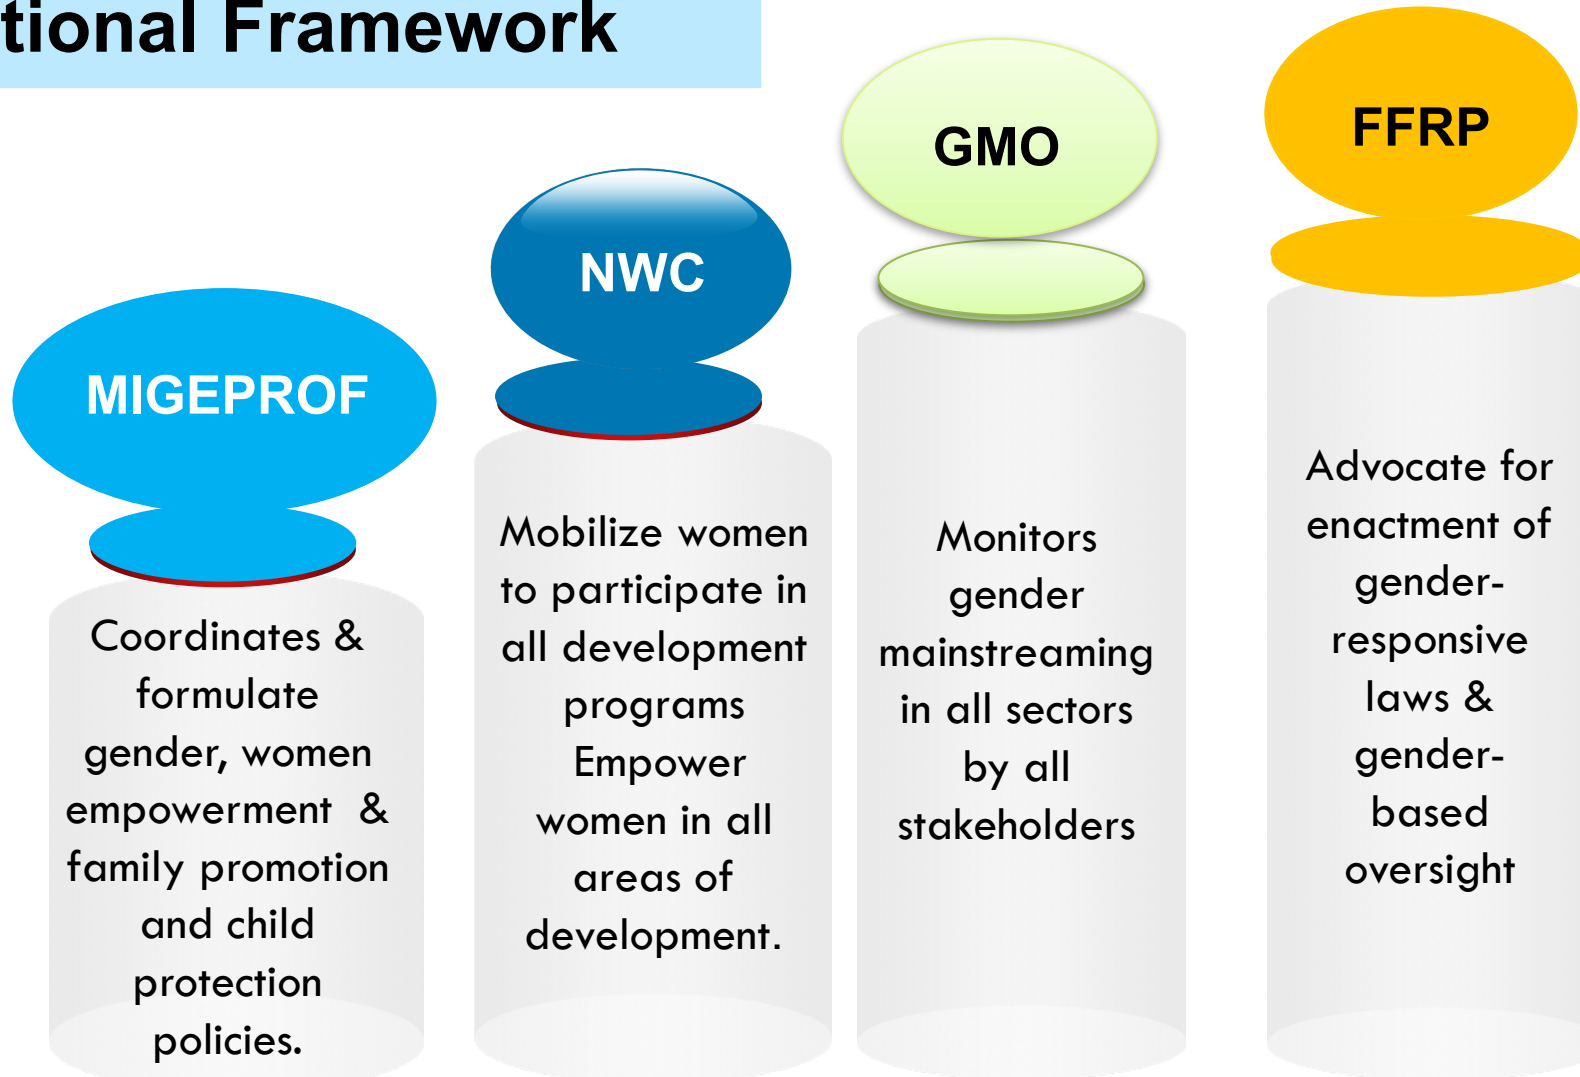 tional Framework
MIGEPROF
Coordinates &
formulate
gender, women
empowerment &
family promotion
and child
protection
policies.
NWC
Mobilize women
to participate in
all development
programs
Empower
women in all
areas of
development.
GMO
Monitors
gender
mainstreaming
in all sectors
by all
stakeholders
FFRP
Advocate for
enactment of
gender-
responsive
laws &
gender-
based
oversight